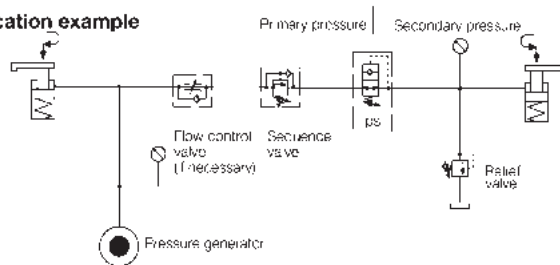 cation example
Primary pressure
Secondary pressure
Flow control
valve
(if necessary)
Sequence
valve
ps
Relief
valve
Pressure generator